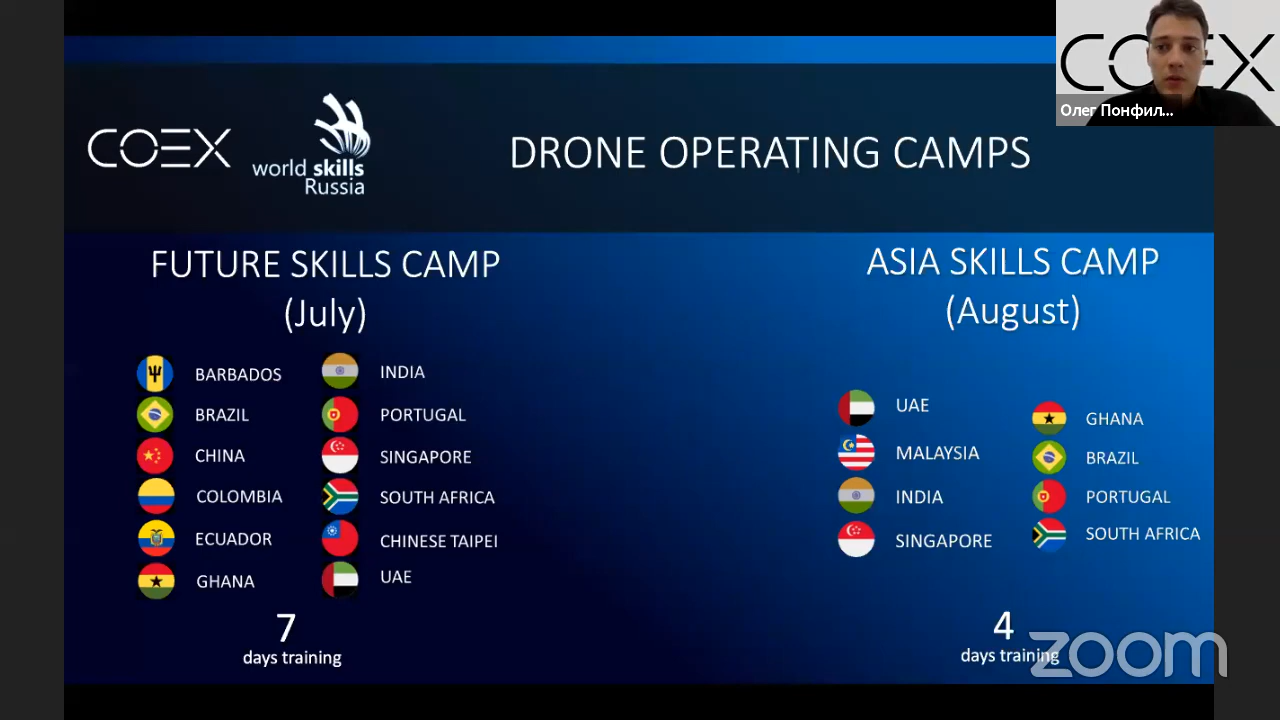 COEX
Олег Понфил...
COEX
world skills
Russia
DRONE OPERATING CAMPS
FUTURE SKILLS CAMP
(July)
BARBADOS
BRAZIL
CHINA
COLOMBIA
ECUADOR
GHANA
INDIA
PORTUGAL
SINGAPORE
SOUTH AFRICA
CHINESE TAIPEI
UAE
7
days training
ASIA SKILLS CAMP
(August)
UAE
MALAYSIA
INDIA
SINGAPORE
GHANA
BRAZIL
PORTUGAL
SOUTH AFRICA
4
days training
zoom